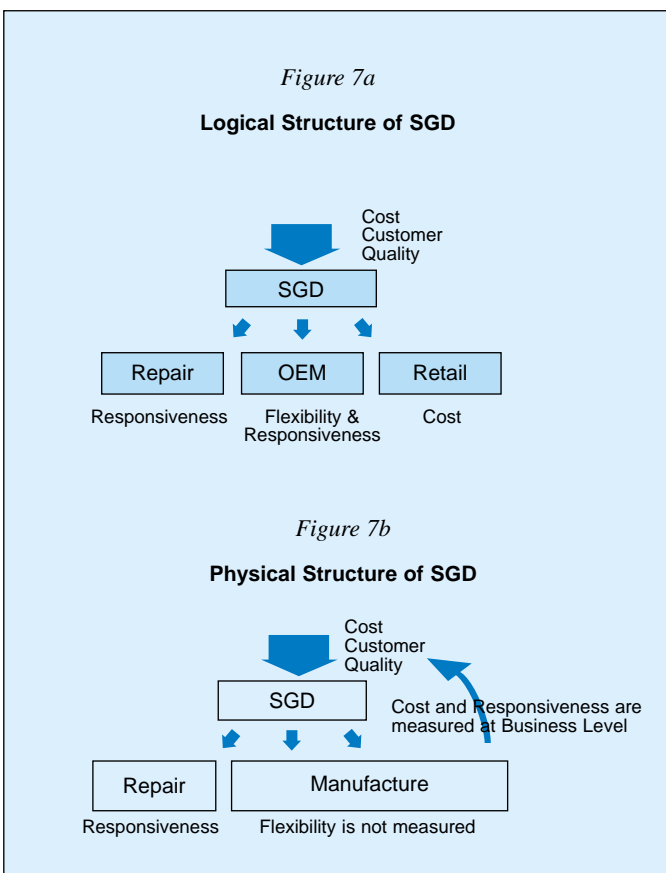 Figure 7a
Logical Structure of SGD
Cost
Customer
Quality
SGD
Repair
OEM
Retail
Responsiveness
Flexibility &
Responsiveness
Cost
Figure 7b
Physical Structure of SGD
Cost
Customer
Quality
SGD
Cost and Responsiveness are
measured at Business Level
Repair
Manufacture
Responsiveness
Flexibility is not measured